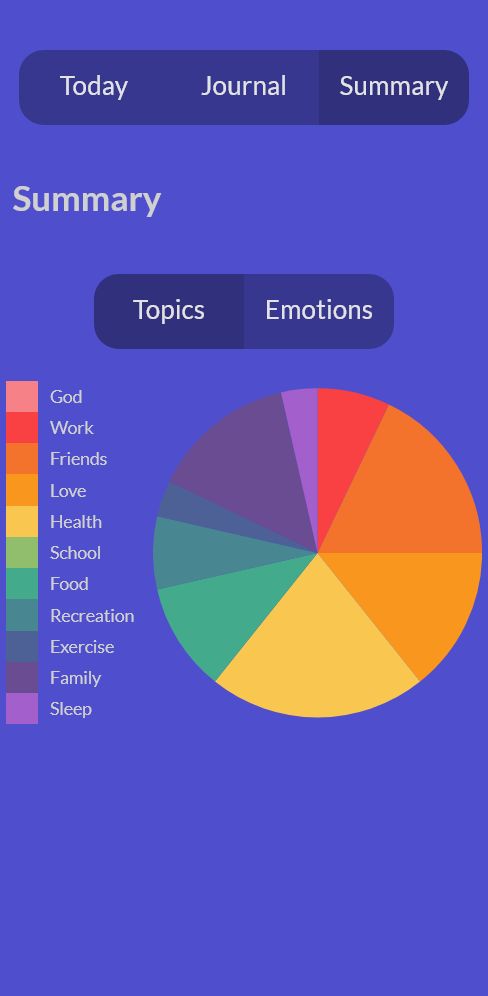 Today Journal Summary
Summary
Topics Emotions
God
Work
Friends
Love
Health
School
Food
Recreation
Exercise
Family
Sleep